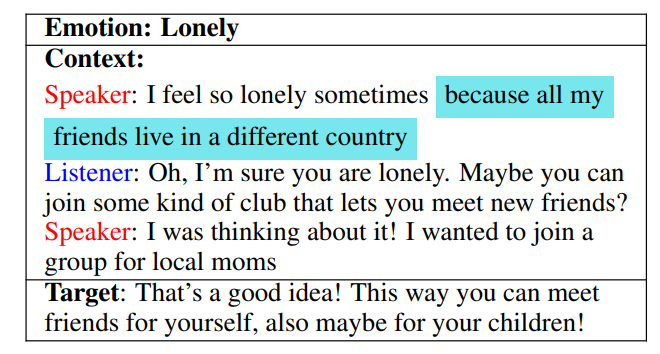 Emotion: Lonely
Context:
Speaker: I feel so lonely sometimes because all my
friends live in a different country
Listener: Oh, I'm sure you are lonely. Maybe you can
join some kind of club that lets you meet new friends?
Speaker: I was thinking about it! I wanted to join a
group for local moms
Target: That's a good idea! This way you can meet
friends for yourself, also maybe for your children!